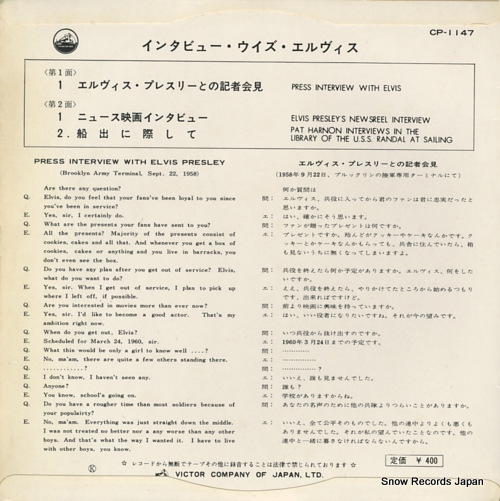 CP-1147
インタビュー・ウイズ・エルヴィス
〈第1面〉
1 エルヴィス・プレスリーとの記者会見 PRESS INTERVIEW WITH ELVIS
〈第2面〉
1 ニュース映画インタビュー ELVIS PRESLEY'S NEWSREEL INTERVIEW
2. 船出に際して PAT HARNON INTERVIEWS IN THE
LIBRARY OF THE U.S.S. RANDAL AT SAILING
PRESS INTERVIEW WITH ELVIS PRESLEY
(Brooklyn Army Terminal, Sept. 22, 1958)
Are there any question?
Q. Elvis, do you feel that your fans've been loyal to you since
you've been in service?
E. Yes, sir, I certainly do.
Q. What are the presents your fans have sent to you?
E. All the presents? Majority of the presents consist of
cookies, cakes and all that. And whenever you get a box of
cookies, cakes or anything and you live in barracks, you
don't even see the box.
Q. Do you have any plan after you get out of service? Elvis,
what do you want to do?
E. Yes, sir. When I get out of service, I plan to pick up
where I left off, if possible.
Q. Are you interested in movies more than ever now?
E. Yes, sir. I'd like to become a good actor. That's my
ambition right now.
Q. When do you get out, Elvis?
E. Scheduled for March 24, 1960, sir.
Q. What this would be only a girl to know well ....?
E. No, ma'am, there are quite a few others standing there.
Q. ............?
E. I don't know, I haven't seen any.
Q. Anyone?
E. You know, school's going on.
Q. Do you have a rougher time than most soldiers because of
your popularity?
E. No, ma'am. Everything was just straight down the middle.
I was not treated no better nor a any worse than any other
boys. And that's the way I wanted it. I have to live
with other boys, you know.
エルヴィス・プレスリーとの記者会見
(1958年9月22日、ブルックリンの陸軍専用ターミナルにて)
何か質問は
問: エルヴィス、兵役に入ってから君のファンは君に忠実だったと
思いますか。
エ: はい、確かにそう思います。
問: ファンが贈ったプレゼントは何ですか。
エ: プレゼントですか。殆んどがクッキーやケーキなんかです。ク
ッキーとかケーキなんかもらっても、兵舎に住んでいたら、箱
も見ないうちに無くなってしまいますよ。
問: 兵役を終えたら何か予定がありますか。エルヴィス、何をした
いですか。
エ: ええ、兵役を終えたら、やりかけてたところから始めるつもり
です。出来ればですけど。
問: 前より映画に興味を持っていますか。
エ: はい、いい役者になりたいですね。それが今の望みです。
問: いつ兵役から抜け出すのですか。
エ: 1960年3月24日までの予定です。
問: ……………
エ: ……………
問: ……………?
エ: いいえ、誰も見ませんでした。
問: 誰も?
エ: 学校がありますからね。
問: あなたの名声のために他の兵隊よりつらいことがありますか。
エ: いいえ、全て公平そのものでした。他の連中よりよくも悪くも
ありませんでした。それが私の望んでいたことなのです。他の
連中と一緒に暮さなければならないんですから。
☆ レコードから無断でテープその他に録音することは法律で禁じられております ☆
Ⓚ VICTOR COMPANY OF JAPAN, LTD.
定価 ¥400
Snow Records Japan